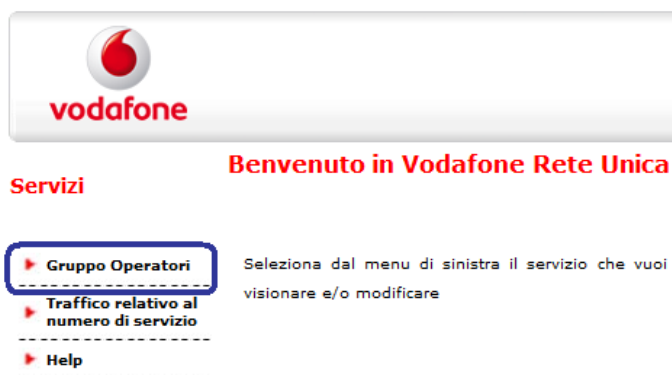 vodafone
Benvenuto in Vodafone Rete Unica
Servizi
Gruppo Operatori
Traffico relativo al
numero di servizio
Help
Seleziona dal menu di sinistra il servizio che vuoi
visionare e/o modificare